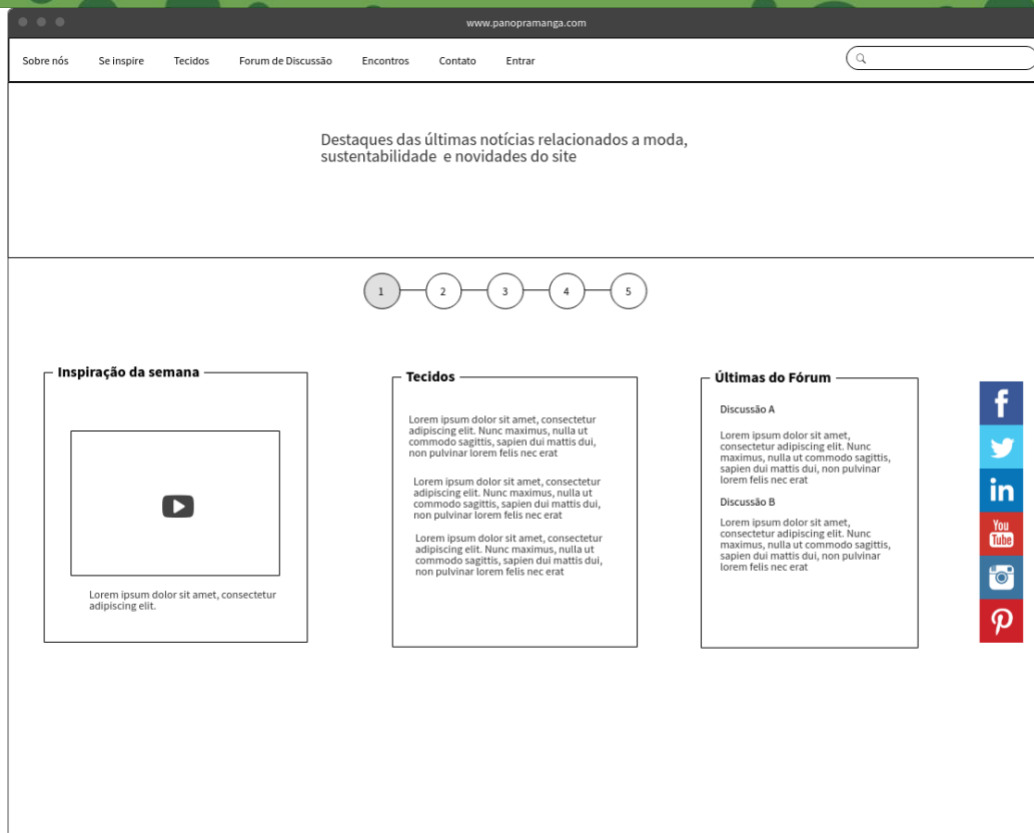 www.panopramanga.com
Sobre nós
Se inspire
Tecidos
Forum de Discussão
Encontros
Contato
Entrar
Destaques das últimas notícias relacionados a moda,
sustentabilidade e novidades do site
1
2
3
4
5
Inspiração da semana
Lorem ipsum dolor sit amet, consectetur
adipiscing elit.
Tecidos
Lorem ipsum dolor sit amet, consectetur
adipiscing elit. Nunc maximus, nulla ut
commodo sagittis, sapien dui mattis dui,
non pulvinar lorem felis nec erat
Lorem ipsum dolor sit amet, consectetur
adipiscing elit. Nunc maximus, nulla ut
commodo sagittis, sapien dui mattis dui,
non pulvinar lorem felis nec erat
Lorem ipsum dolor sit amet, consectetur
adipiscing elit. Nunc maximus, nulla ut
commodo sagittis, sapien dui mattis dui,
non pulvinar lorem felis nec erat
Últimas do Fórum
Discussão A
Lorem ipsum dolor sit amet,
consectetur adipiscing elit. Nunc
maximus, nulla ut commodo sagittis,
sapien dui mattis dui, non pulvinar
lorem felis nec erat
Discussão B
Lorem ipsum dolor sit amet,
consectetur adipiscing elit. Nunc
maximus, nulla ut commodo sagittis,
sapien dui mattis dui, non pulvinar
lorem felis nec erat
f
in
You
Tube